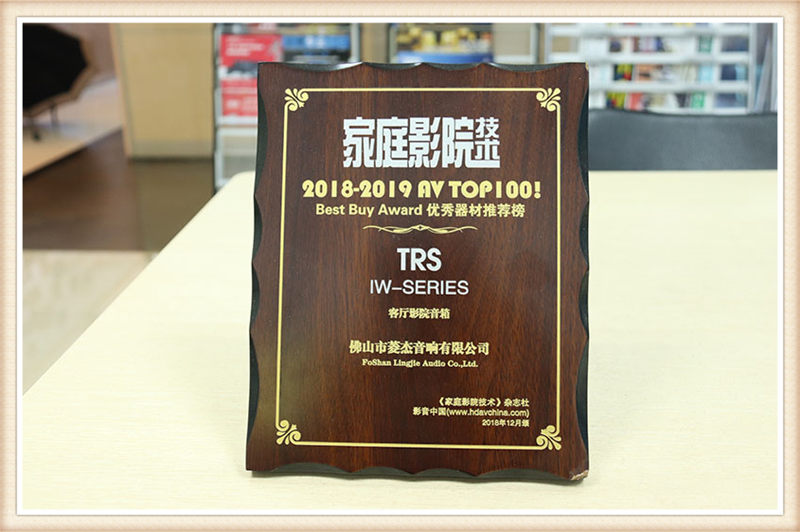 家庭影院技术
2018-2019 AV TOP100!
Best Buy Award 优秀器材推荐榜
TRS
IW-SERIES
客厅影院音箱
佛山市菱杰音响有限公司
FoShan Lingjie Audio Co.,Ltd.
《家庭影院技术》杂志社
影音中国(www.hdavchina.com)
2018年12月颁